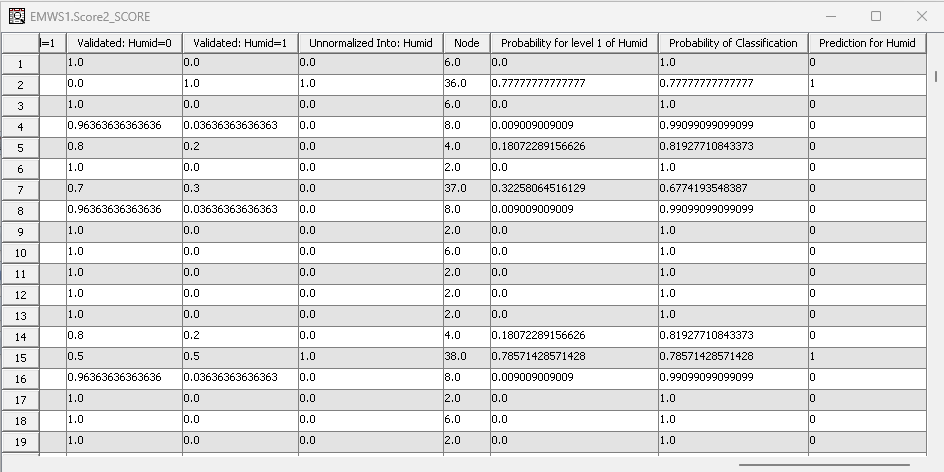 EMWS1.Score2_SCORE
l=1 Validated: Humid=0 Validated: Humid=1 Unnormalized Into: Humid Node Probability for level 1 of Humid Probability of Classification Prediction for Humid
1 1.0 0.0 0.0 6.0 0.0 1.0 0
2 0.0 1.0 1.0 36.0 0.77777777777777 0.77777777777777 1
3 1.0 0.0 0.0 6.0 0.0 1.0 0
4 0.96363636363636 0.03636363636363 0.0 8.0 0.009009009009 0.99099099099099 0
5 0.8 0.2 0.0 4.0 0.18072289156626 0.81927710843373 0
6 1.0 0.0 0.0 2.0 0.0 1.0 0
7 0.7 0.3 0.0 37.0 0.32258064516129 0.6774193548387 0
8 0.96363636363636 0.03636363636363 0.0 8.0 0.009009009009 0.99099099099099 0
9 1.0 0.0 0.0 2.0 0.0 1.0 0
10 1.0 0.0 0.0 6.0 0.0 1.0 0
11 1.0 0.0 0.0 2.0 0.0 1.0 0
12 1.0 0.0 0.0 2.0 0.0 1.0 0
13 1.0 0.0 0.0 2.0 0.0 1.0 0
14 0.8 0.2 0.0 4.0 0.18072289156626 0.81927710843373 0
15 0.5 0.5 1.0 38.0 0.78571428571428 0.78571428571428 1
16 0.96363636363636 0.03636363636363 0.0 8.0 0.009009009009 0.99099099099099 0
17 1.0 0.0 0.0 2.0 0.0 1.0 0
18 1.0 0.0 0.0 6.0 0.0 1.0 0
19 1.0 0.0 0.0 2.0 0.0 1.0 0